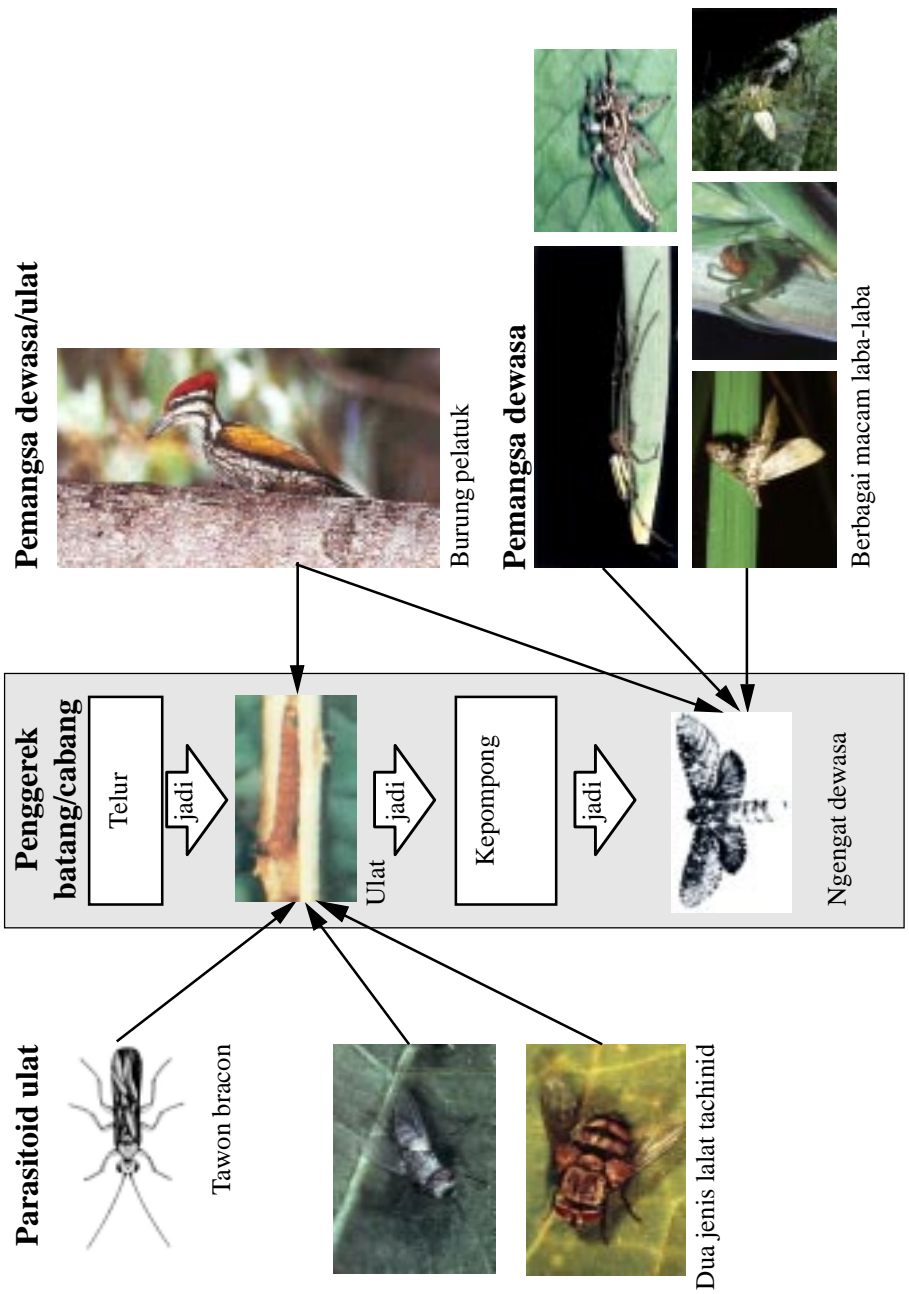 Parasitoid ulat
Tawon bracon
Dua jenis lalat tachinid
Penggerek
batang/cabang
Telur
jadi
Ulat
jadi
Kepompong
jadi
Ngengat dewasa
Pemangsa dewasa/ulat
Burung pelatuk
Pemangsa dewasa
Berbagai macam laba-laba